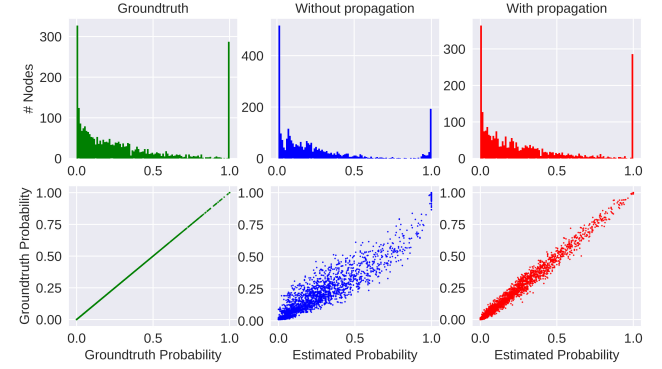 Groundtruth
Without propagation
With propagation
# Nodes
300
200
100
0
0.0 0.5 1.0
400
200
0
0.0 0.5 1.0
300
200
100
0
0.0 0.5 1.0
Groundtruth Probability
1.00
0.75
0.50
0.25
0.00
0.0 0.5 1.0
Groundtruth Probability
1.00
0.75
0.50
0.25
0.00
0.0 0.5 1.0
Estimated Probability
1.00
0.75
0.50
0.25
0.00
0.0 0.5 1.0
Estimated Probability